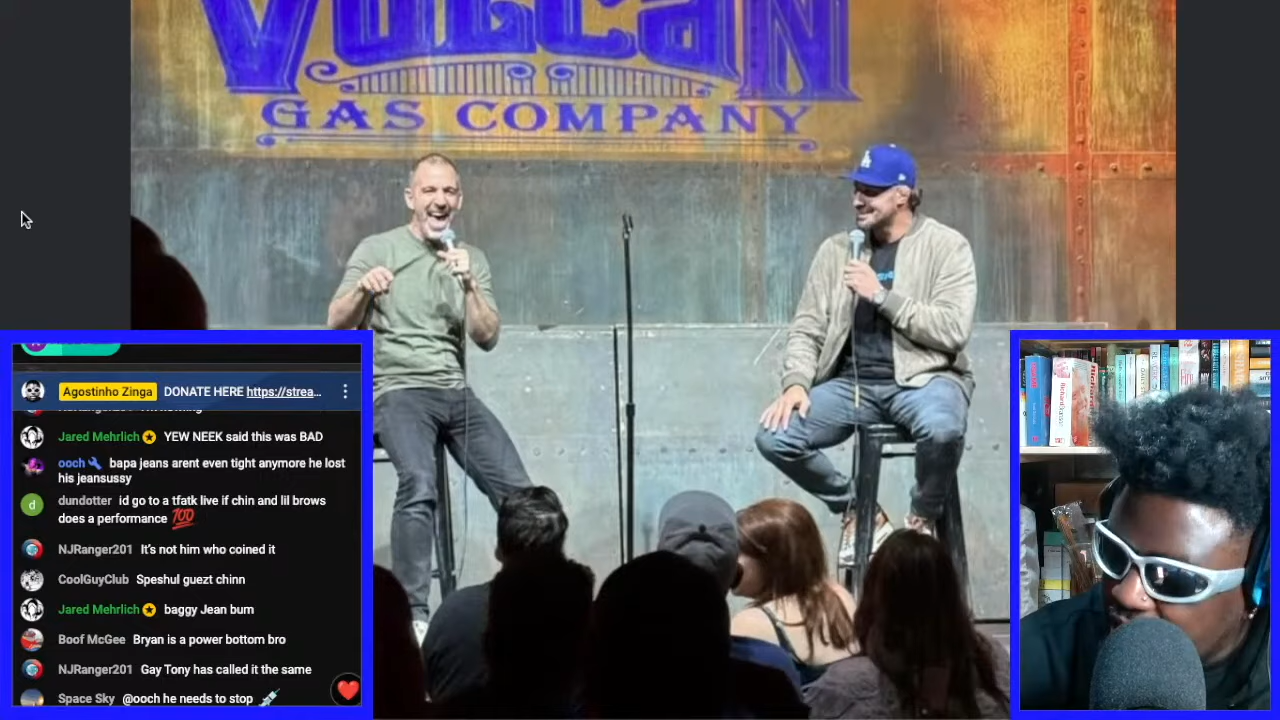 VULCAN
GAS COMPANY
LA
Agostinho Zinga DONATE HERE https://strea...
Jared Mehrlich YEW NEEK said this was BAD
ooch bapa jeans arent even tight anymore he lost
his jeansussy
d dundotter id go to a tfatk live if chin and lil brows
does a performance 100
NJRanger201 It's not him who coined it
CoolGuyClub Speshul guezt chinn
Jared Mehrlich baggy Jean bum
Boof McGee Bryan is a power bottom bro
NJRanger201 Gay Tony has called it the same
Space Sky @ooch he needs to stop